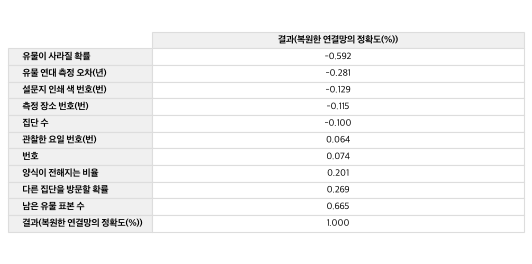 결과(복원한 연결망의 정확도(%))
유물이 사라질 확률 -0.592
유물 연대 측정 오차(년) -0.281
설문지 인쇄 색 번호(번) -0.129
측정 장소 번호(번) -0.115
집단 수 -0.100
관찰한 요일 번호(번) 0.064
번호 0.074
양식이 전해지는 비율 0.201
다른 집단을 방문할 확률 0.269
남은 유물 표본 수 0.665
결과(복원한 연결망의 정확도(%)) 1.000